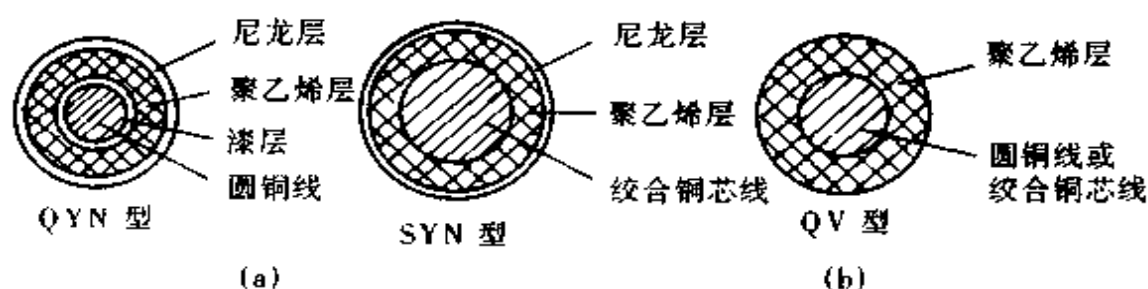 尼龙层
聚乙烯层
漆层
圆铜线
QYN 型
尼龙层
聚乙烯层
绞合铜芯线
SYN 型
(a)
聚乙烯层
圆铜线或
绞合铜芯线
QV 型
(b)